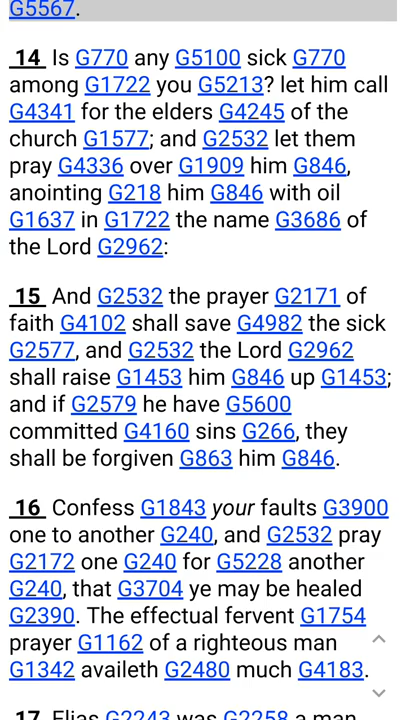 G5567.
14 Is G770 any G5100 sick G770
among G1722 you G5213? let him call
G4341 for the elders G4245 of the
church G1577; and G2532 let them
pray G4336 over G1909 him G846,
anointing G218 him G846 with oil
G1637 in G1722 the name G3686 of
the Lord G2962:
15 And G2532 the prayer G2171 of
faith G4102 shall save G4982 the sick
G2577, and G2532 the Lord G2962
shall raise G1453 him G846 up G1453;
and if G2579 he have G5600
committed G4160 sins G266, they
shall be forgiven G863 him G846.
16 Confess G1843 your faults G3900
one to another G240, and G2532 pray
G2172 one G240 for G5228 another
G240, that G3704 ye may be healed
G2390. The effectual fervent G1754
prayer G1162 of a righteous man
G1342 availeth G2480 much G4183.
17 Elias G2243 was G2258 a man